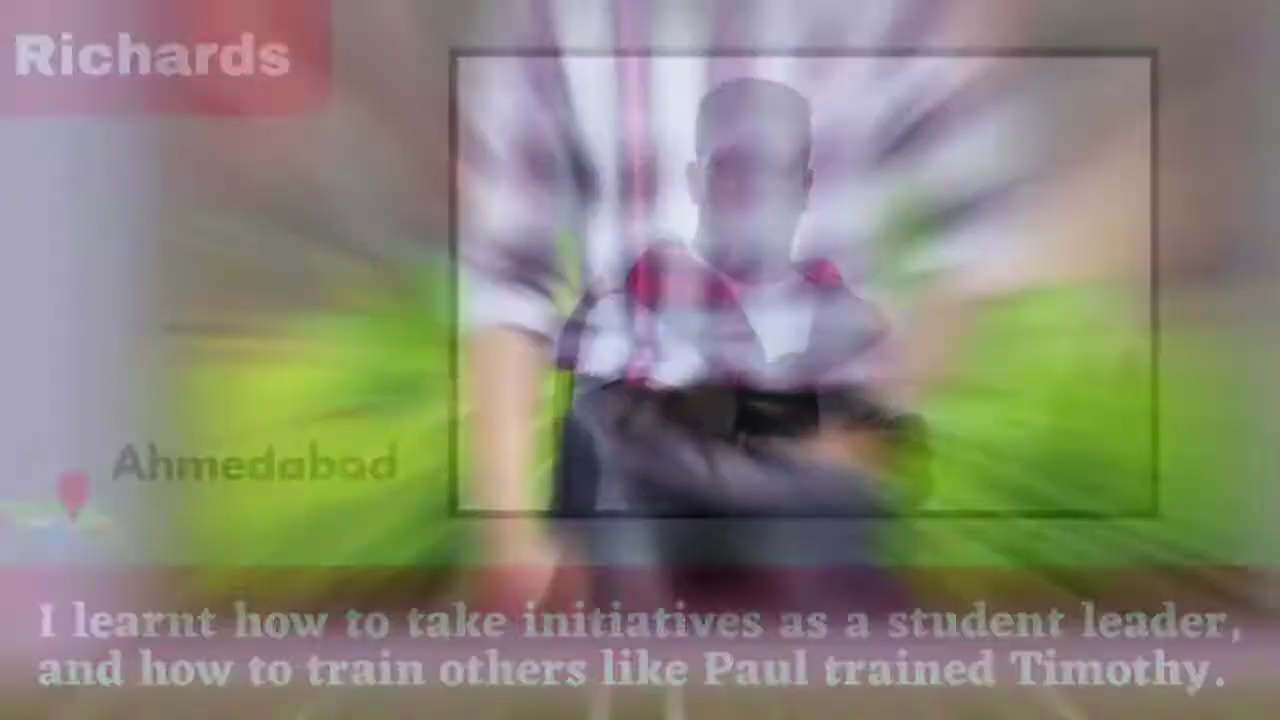 Richards
Ahmedabad
I learnt how to take initiatives as a student leader,
and how to train others like Paul trained Timothy.